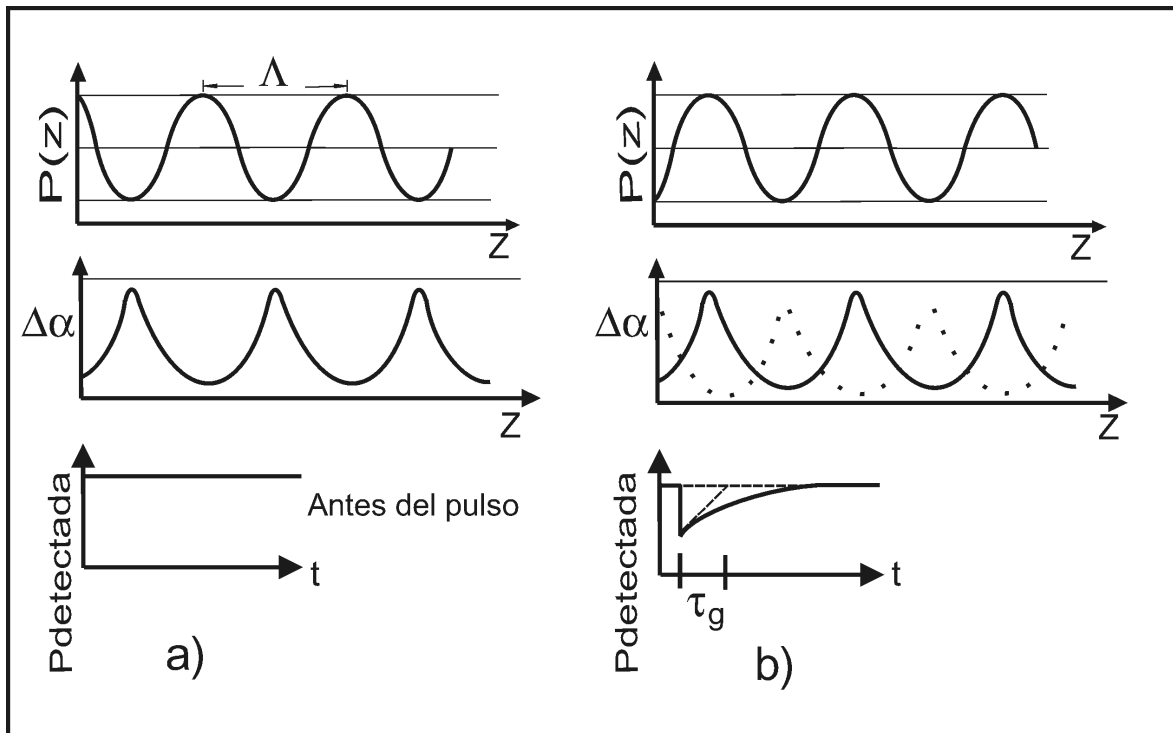 Λ
P(z)
Z
Δα
Z
Pdetectada
Antes del pulso
t
a)
P(z)
Z
Δα
Z
Pdetectada
t
τg
b)